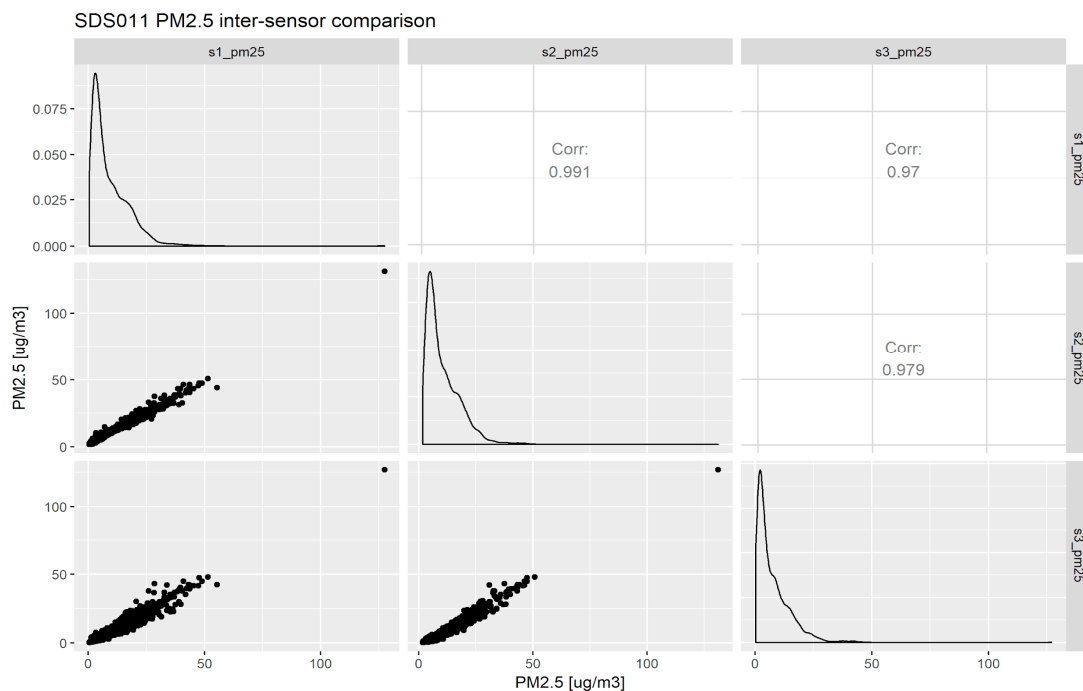 SDS011 PM2.5 inter-sensor comparison
s1_pm25
s2_pm25
s3_pm25
0.075
0.050
0.025
0.000
Corr:
0.991
Corr:
0.97
s1_pm25
PM2.5 [ug/m3]
100
50
0
Corr:
0.979
s2_pm25
100
50
0
s3_pm25
0
50
100
0
50
100
0
50
100
PM2.5 [ug/m3]